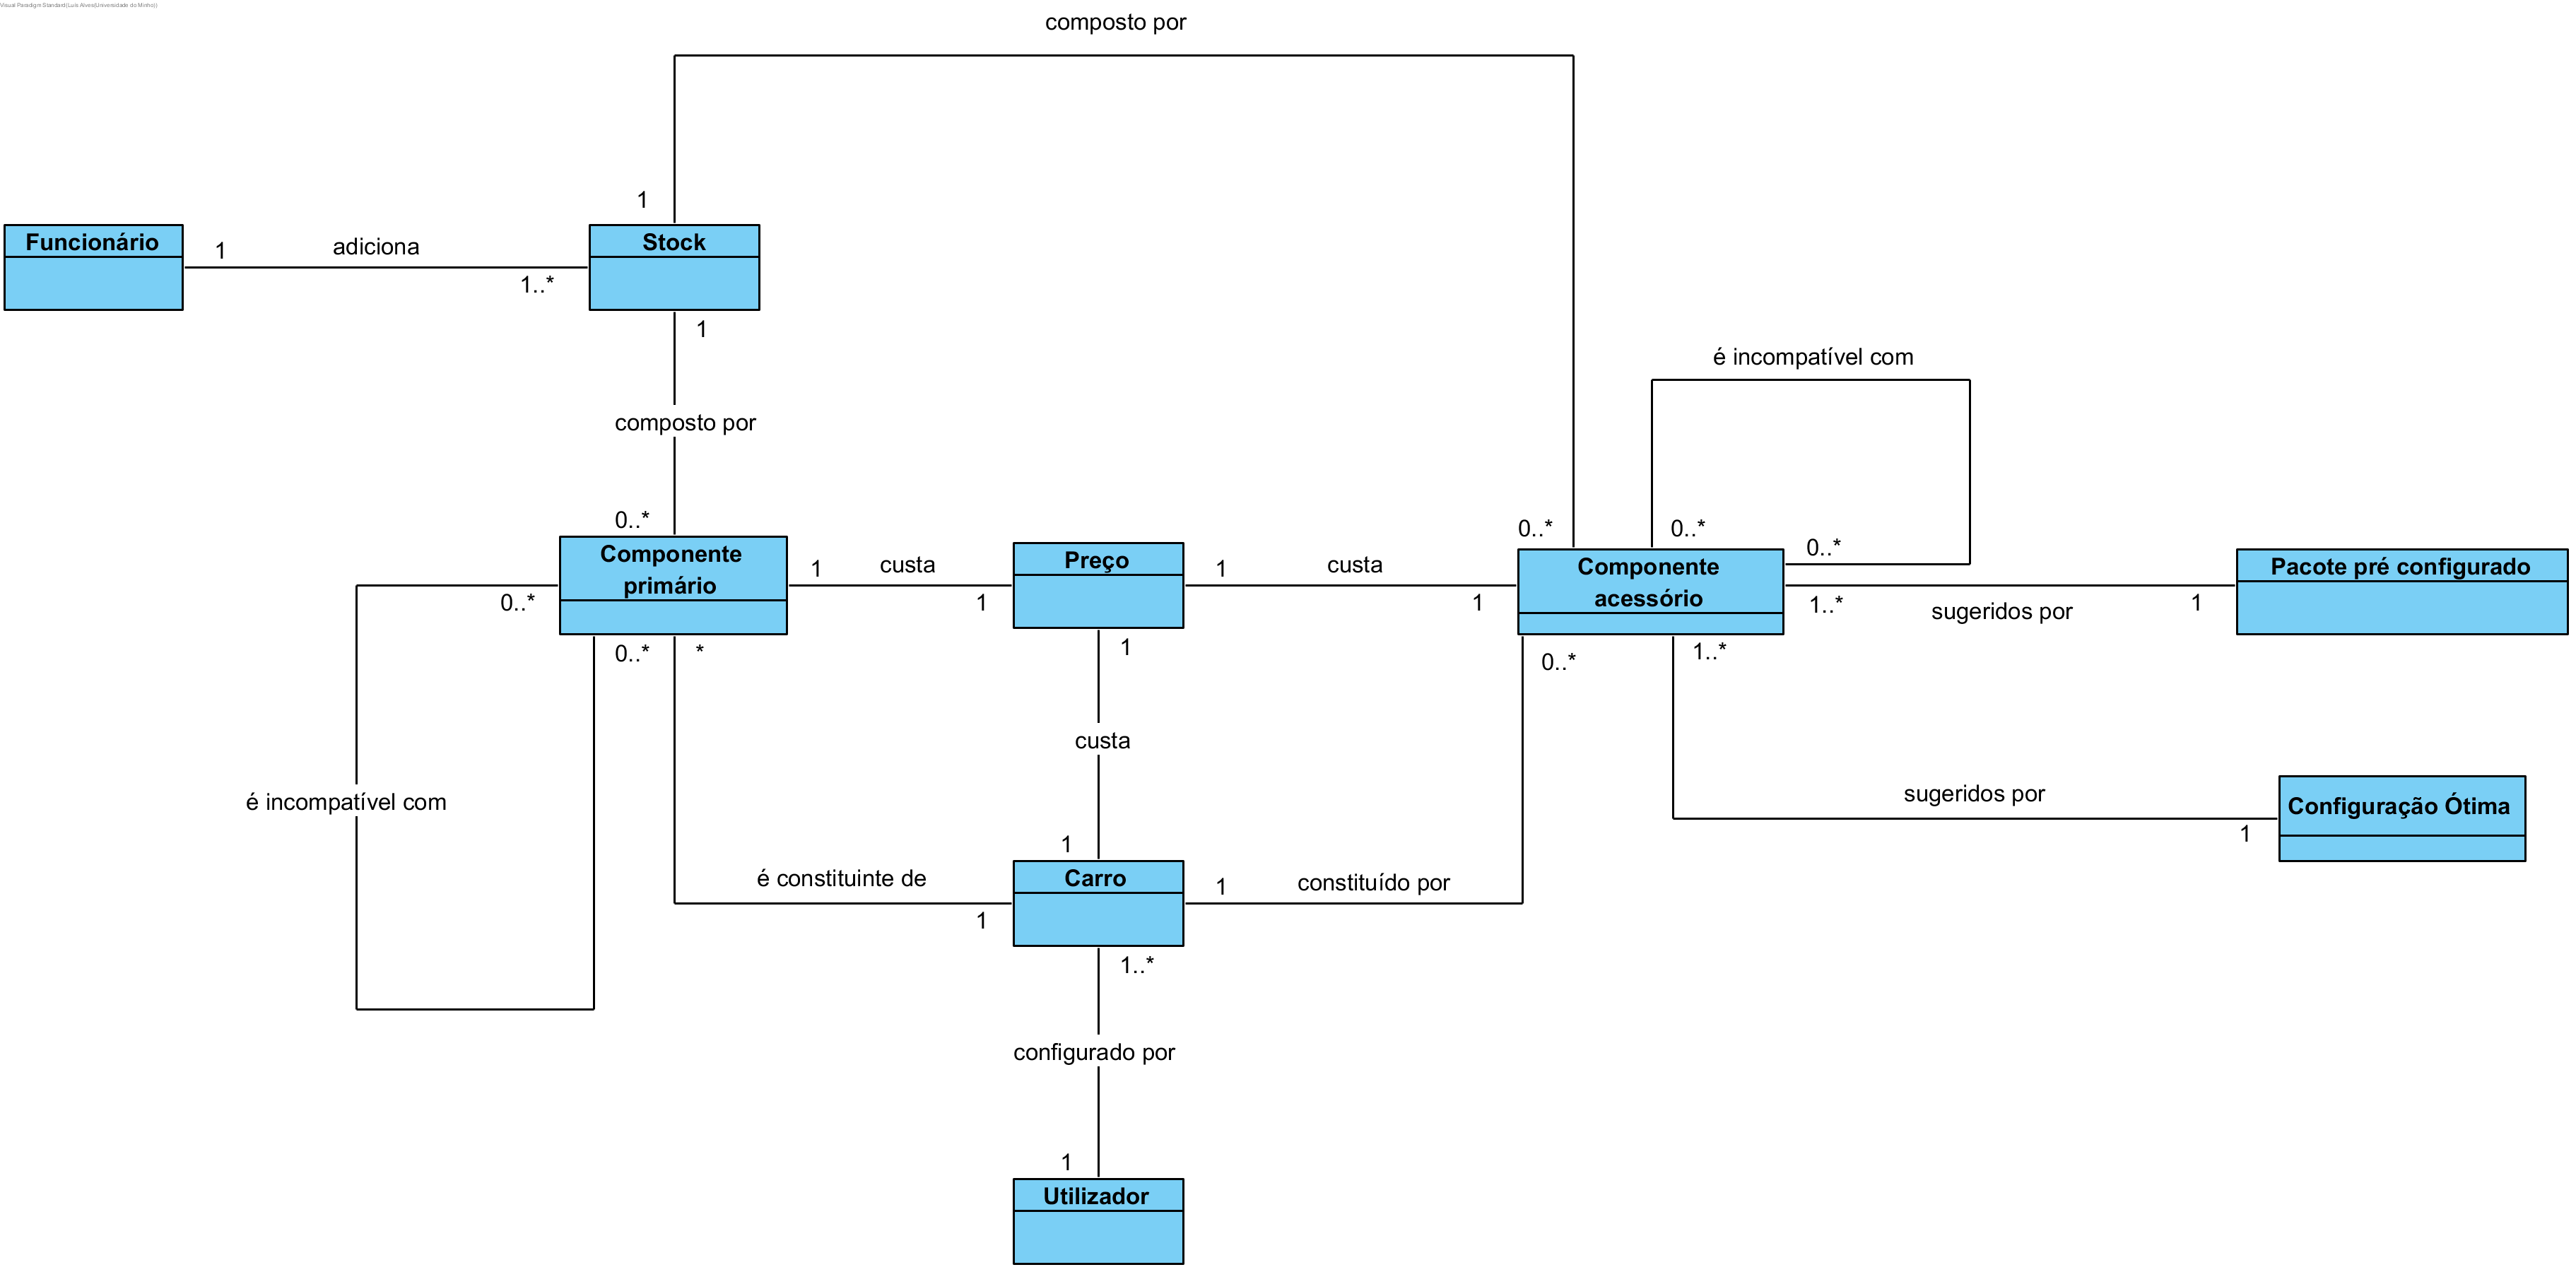 Visual Paradigm Standard(Luis Alves(Universidade do Minho))
composto por
1
Funcionário
1
adiciona
1..*
Stock
1
composto por
é incompatível com
0..*
0..*
0..*
0..*
Componente
primário
1
custa
1
Preço
1
custa
1
Componente
acessório
1..*
sugeridos por
1
Pacote pré configurado
0..*
0..*
*
1
0..*
1..*
custa
é incompatível com
sugeridos por
1
Configuração Ótima
1
é constituinte de
1
Carro
1
constituído por
1..*
configurado por
1
Utilizador